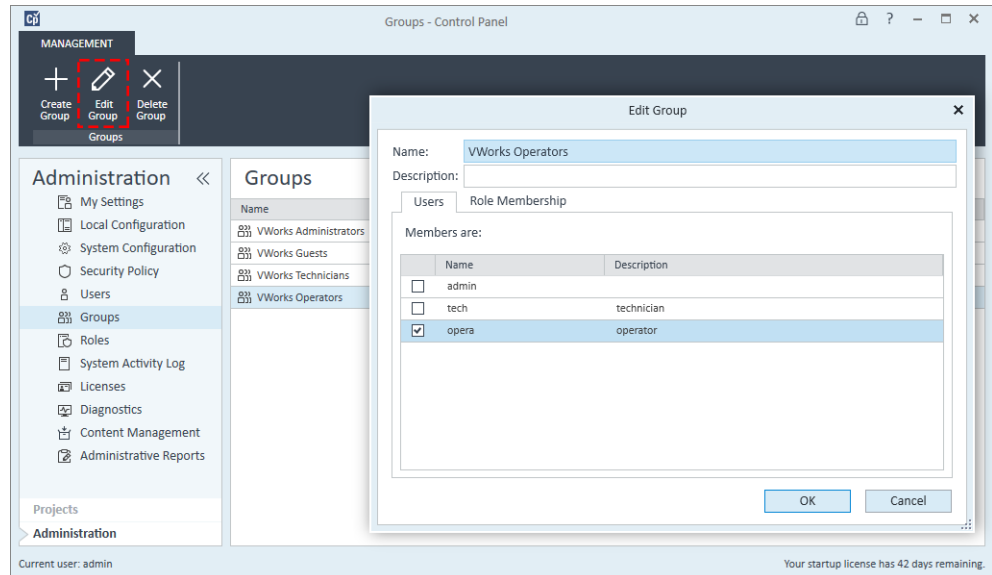 Groups - Control Panel
?
MANAGEMENT
Create Group
Edit Group
Delete Group
Groups
Administration
My Settings
Local Configuration
System Configuration
Security Policy
Users
Groups
Roles
System Activity Log
Licenses
Diagnostics
Content Management
Administrative Reports
Projects
Administration
Groups
Name
VWorks Administrators
VWorks Guests
VWorks Technicians
VWorks Operators
Edit Group
Name: VWorks Operators
Description:
Users Role Membership
Members are:
Name Description
admin
tech technician
opera operator
OK Cancel
Current user: admin
Your startup license has 42 days remaining.